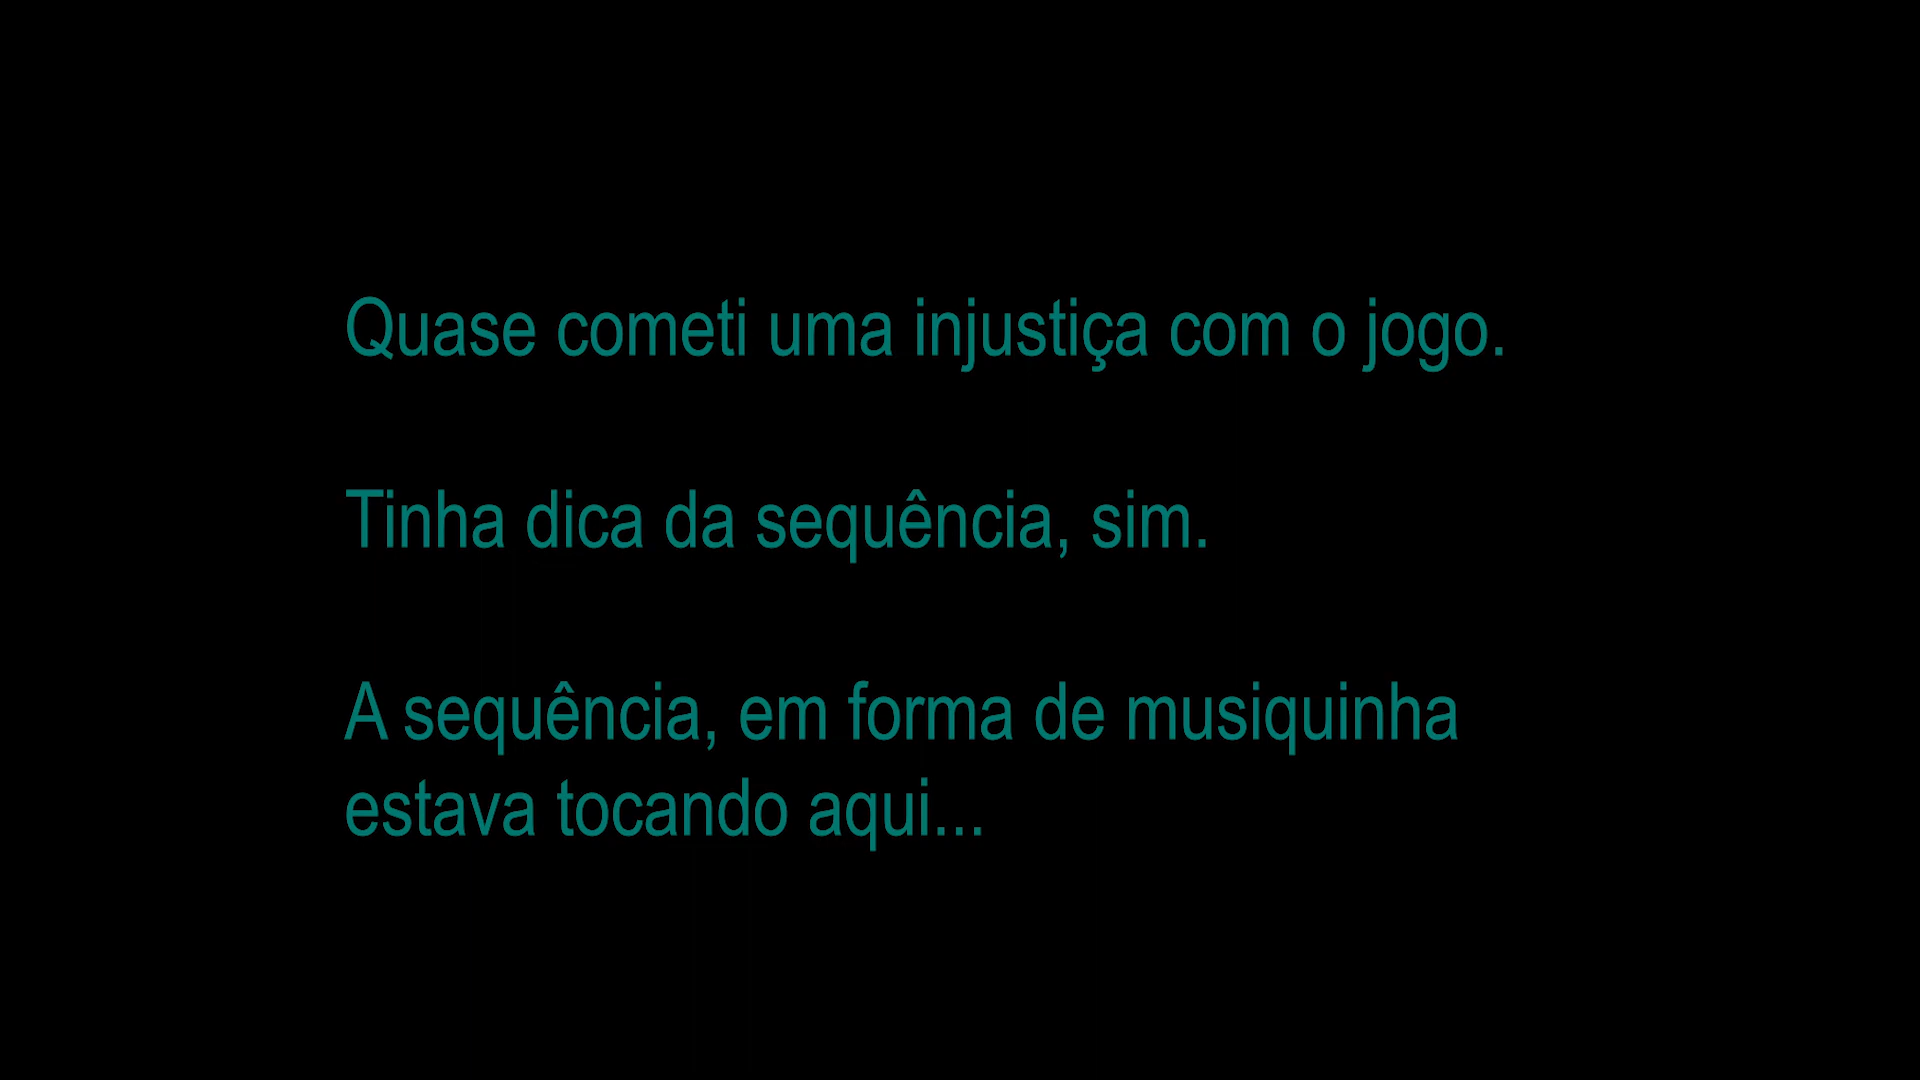 Quase cometi uma injustiça com o jogo.
Tinha dica da sequência, sim.
A sequência, em forma de musiquinha
estava tocando aqui...